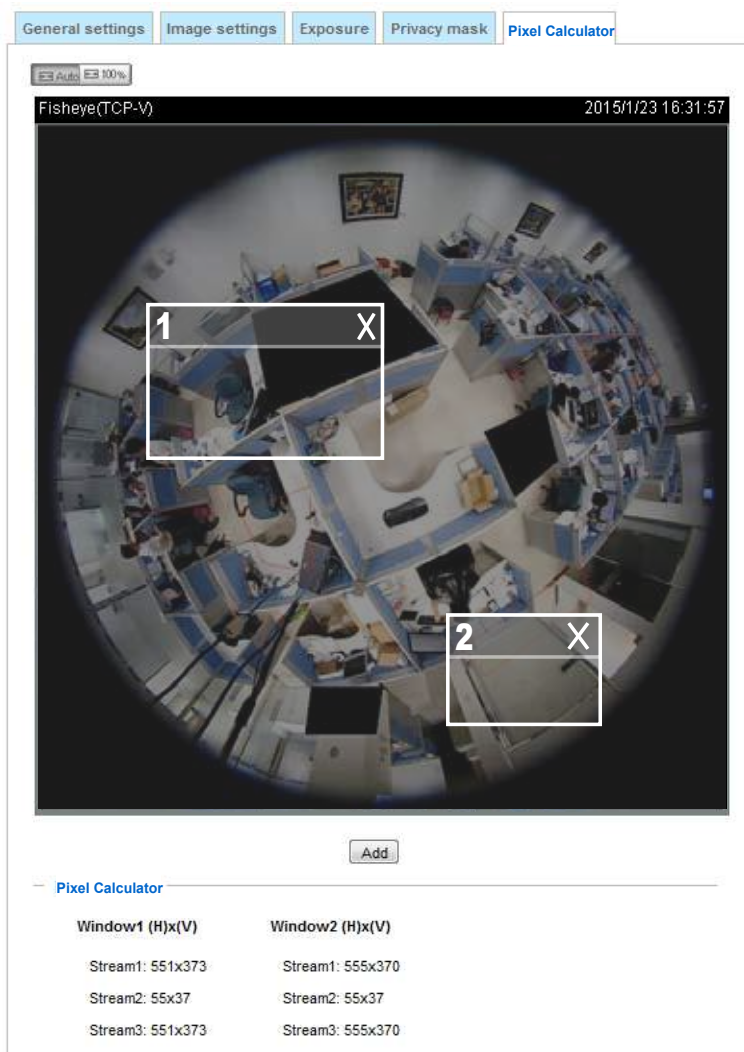 General settings Image settings Exposure Privacy mask Pixel Calculator
Auto 100%
Fisheye(TCP-V) 2015/1/23 16:31:57
1 X
2 X
Add
Pixel Calculator
Window1 (H)x(V) Window2 (H)x(V)
Stream1: 551x373 Stream1: 555x370
Stream2: 55x37 Stream2: 55x37
Stream3: 551x373 Stream3: 555x370